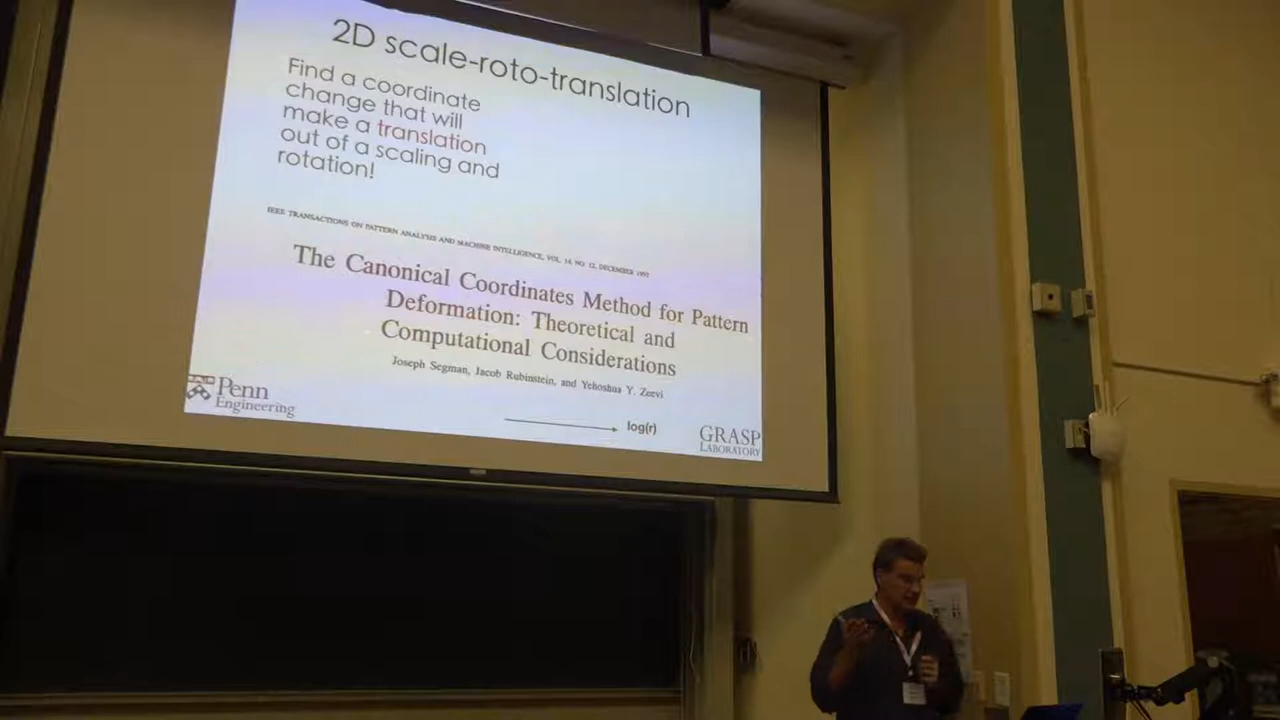 2D scale-roto-translation
Find a coordinate
change that will
make a translation
out of a scaling and
rotation!
IEEE TRANSACTIONS ON PATTERN ANALYSIS AND MACHINE INTELLIGENCE, VOL. 14, NO. 12, DECEMBER 1992
The Canonical Coordinates Method for Pattern
Deformation: Theoretical and
Computational Considerations
Joseph Segman, Jacob Rubinstein, and Yehoshua Y. Zeevi
Penn
Engineering
log(r)
GRASP
LABORATORY